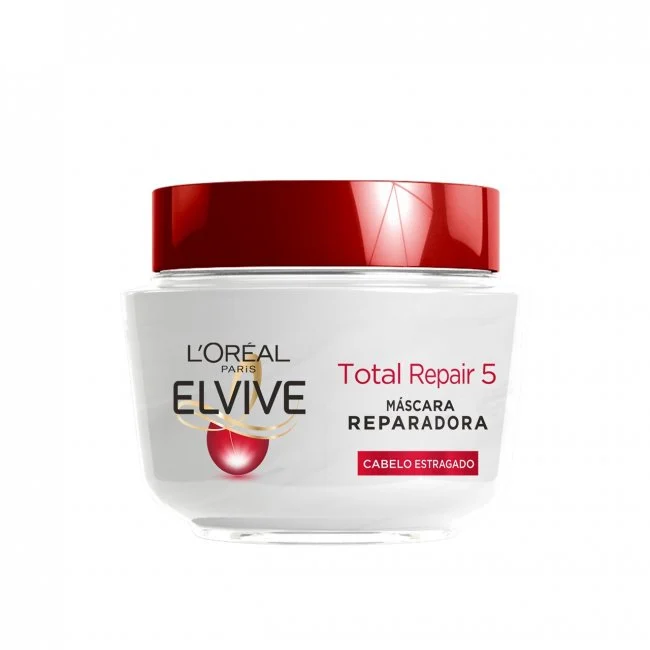 L'ORÉAL
PARIS
ELVIVE
Total Repair 5
MÁSCARA
REPARADORA
CABELO ESTRAGADO